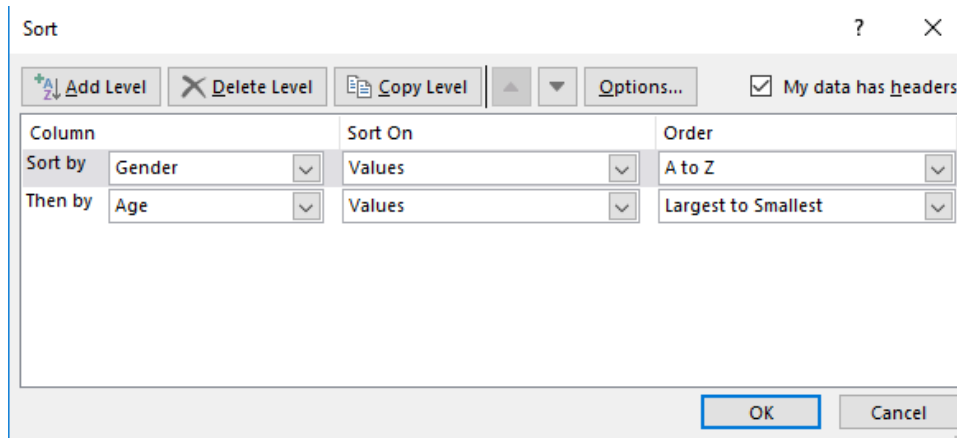 Sort ?
Add Level Delete Level Copy Level Options... My data has headers
Column Sort On Order
Sort by Gender Values A to Z
Then by Age Values Largest to Smallest
OK Cancel